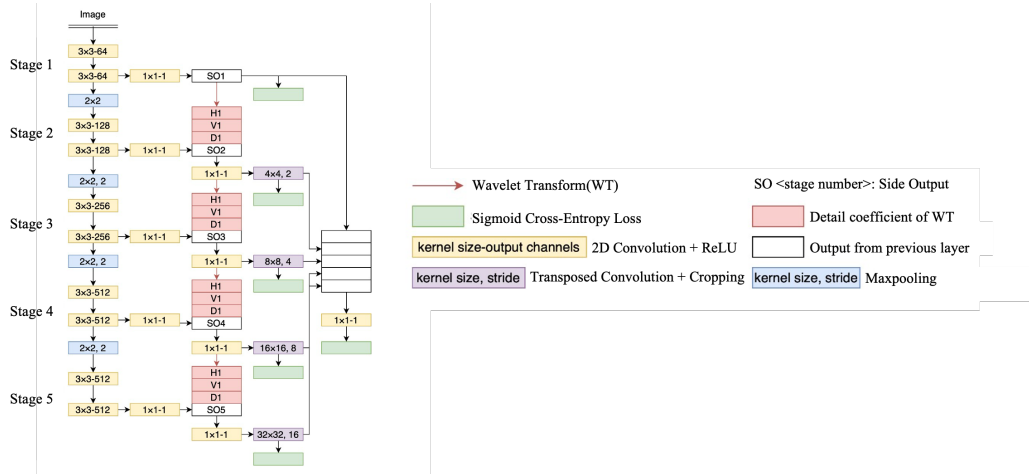 Image
3×3-64
Stage 1
3×3-64 1×1-1 SO1
2×2
H1
Stage 2 3×3-128 V1
D1
3×3-128 1×1-1 SO2
1×1-1 4×4, 2
2×2, 2
H1
3×3-256 V1
Stage 3 D1
3×3-256 1×1-1 SO3
2×2, 2 1×1-1 8×8, 4
H1
3×3-512 V1
Stage 4 D1
3×3-512 1×1-1 SO4 1×1-1
2×2, 2 1×1-1 16×16, 8
H1
3×3-512 V1
Stage 5 D1
3×3-512 1×1-1 SO5
1×1-1 32×32, 16
Wavelet Transform(WT) SO <stage number>: Side Output
Sigmoid Cross-Entropy Loss Detail coefficient of WT
kernel size-output channels 2D Convolution + ReLU Output from previous layer
kernel size, stride Transposed Convolution + Cropping kernel size, stride Maxpooling